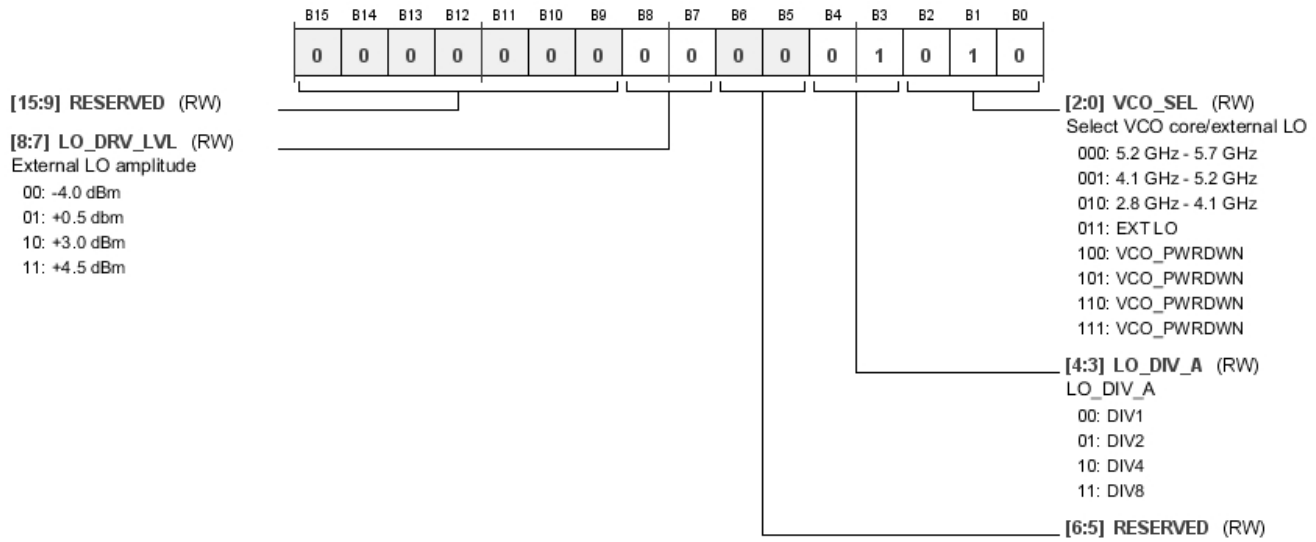 B15 B14 B13 B12 B11 B10 B9 B8 B7 B6 B5 B4 B3 B2 B1 B0
0 0 0 0 0 0 0 0 0 0 0 0 1 0 1 0
[15:9] RESERVED (RW)
[8:7] LO_DRV_LVL (RW)
External LO amplitude
00: -4.0 dBm
01: +0.5 dbm
10: +3.0 dBm
11: +4.5 dBm
[2:0] VCO_SEL (RW)
Select VCO core/external LO
000: 5.2 GHz - 5.7 GHz
001: 4.1 GHz - 5.2 GHz
010: 2.8 GHz - 4.1 GHz
011: EXT LO
100: VCO_PWRDWN
101: VCO_PWRDWN
110: VCO_PWRDWN
111: VCO_PWRDWN
[4:3] LO_DIV_A (RW)
LO_DIV_A
00: DIV1
01: DIV2
10: DIV4
11: DIV8
[6:5] RESERVED (RW)